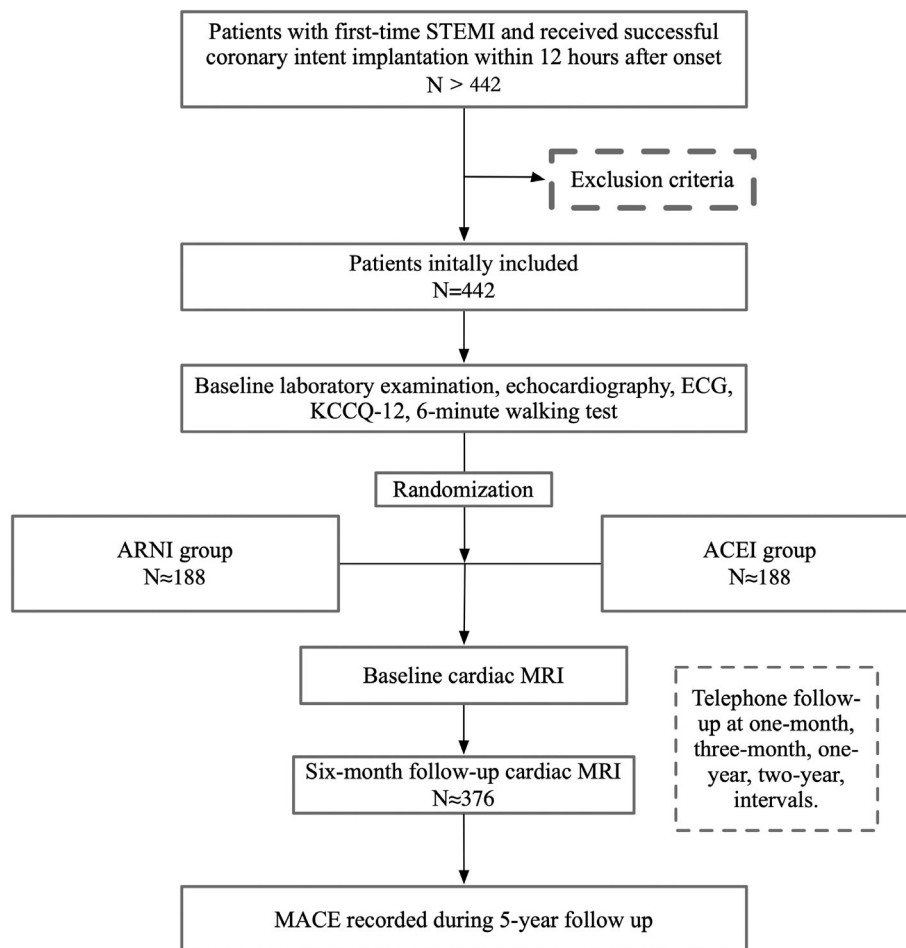 Patients with first-time STEMI and received successful
coronary intent implantation within 12 hours after onset
N > 442
Exclusion criteria
Patients initally included
N=442
Baseline laboratory examination, echocardiography, ECG,
KCCQ-12, 6-minute walking test
Randomization
ARNI group
N≈188
ACEI group
N≈188
Baseline cardiac MRI
Telephone follow-
up at one-month,
three-month, one-
year, two-year,
intervals.
Six-month follow-up cardiac MRI
N≈376
MACE recorded during 5-year follow up